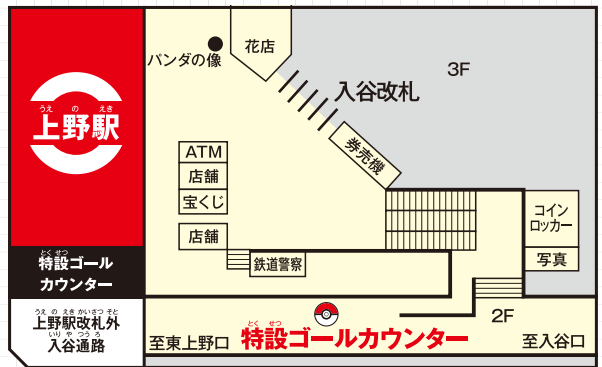 うえ の えき
上野駅
とく せつ
特設ゴール
カウンター
うえ の えき かいさつ そと
上野駅改札外
いり や つう ろ
入谷通路
花店
パンダの像
3F
入谷改札
券売機
ATM
店舗
宝くじ
店舗
鉄道警察
コイン
ロッカー
写真
2F
至東上野口
とく せつ
特設ゴールカウンター
至入谷口